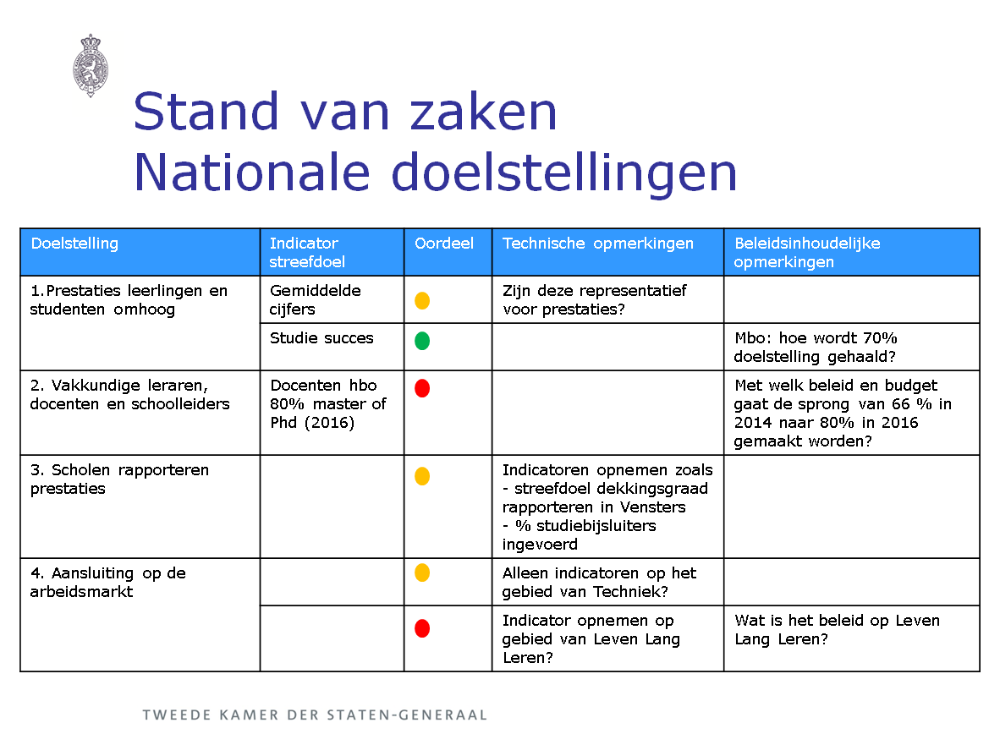 Stand van zaken
Nationale doelstellingen
Doelstelling
Indicator
streefdoel
Oordeel
Technische opmerkingen
Beleidsinhoudelijke
opmerkingen
1.Prestaties leerlingen en
studenten omhoog
Gemiddelde
cijfers
Zijn deze representatief
voor prestaties?
Studie succes
Mbo: hoe wordt 70%
doelstelling gehaald?
2. Vakkundige leraren,
docenten en schoolleiders
Docenten hbo
80% master of
Phd (2016)
Met welk beleid en budget
gaat de sprong van 66 % in
2014 naar 80% in 2016
gemaakt worden?
3. Scholen rapporteren
prestaties
Indicatoren opnemen zoals
- streefdoel dekkingsgraad
rapporteren in Vensters
- % studiebijsluiters
ingevoerd
4. Aansluiting op de
arbeidsmarkt
Alleen indicatoren op het
gebied van Techniek?
Indicator opnemen op
gebied van Leven Lang
Leren?
Wat is het beleid op Leven
Lang Leren?
TWEEDE KAMER DER STATEN-GENERAAL